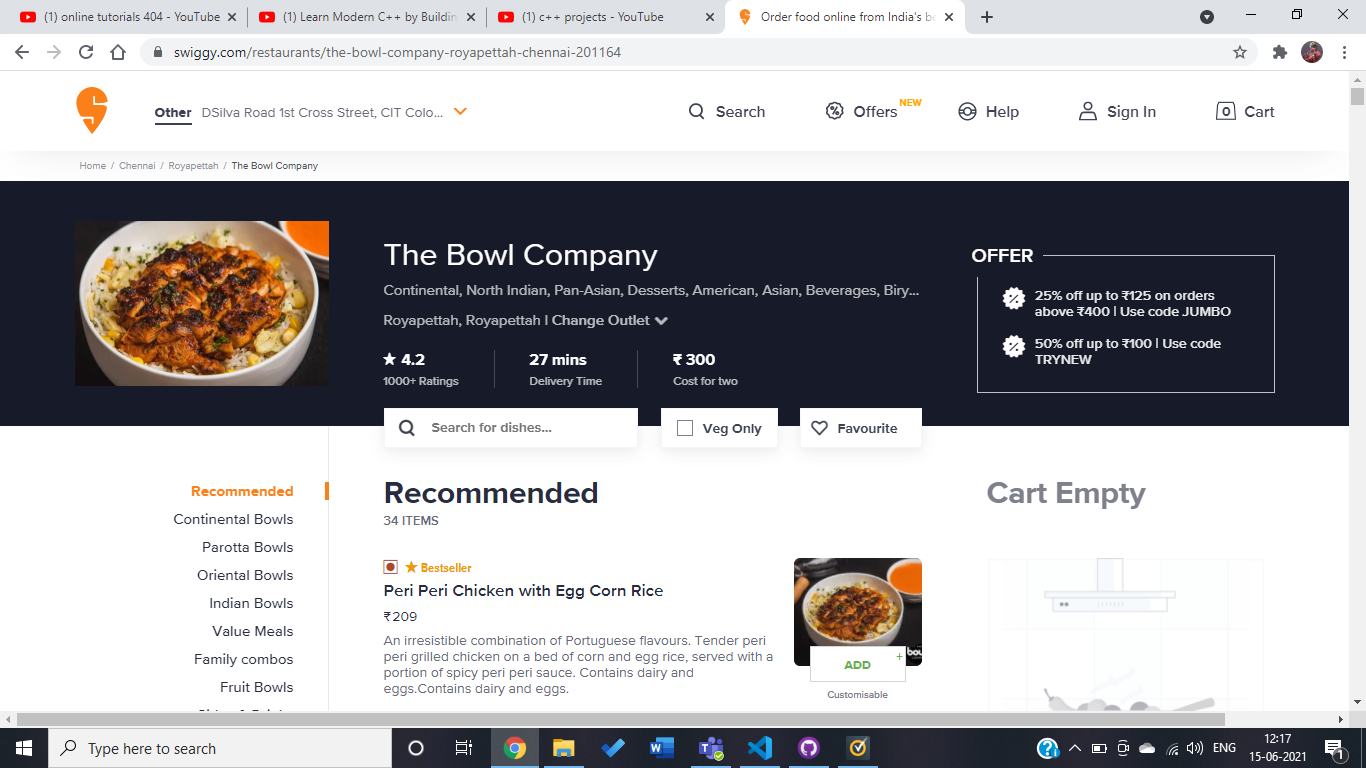 (1) online tutorials 404 - YouTube
(1) Learn Modern C++ by Buildin
(1) c++ projects - YouTube
Order food online from India's be
swiggy.com/restaurants/the-bowl-company-royapettah-chennai-201164
Other DSilva Road 1st Cross Street, CIT Colo...
Search
Offers NEW
Help
Sign In
0 Cart
Home / Chennai / Royapettah / The Bowl Company
The Bowl Company
Continental, North Indian, Pan-Asian, Desserts, American, Asian, Beverages, Biry...
Royapettah, Royapettah | Change Outlet
★ 4.2
1000+ Ratings
27 mins
Delivery Time
₹ 300
Cost for two
OFFER
25% off up to ₹125 on orders
above ₹400 | Use code JUMBO
50% off up to ₹100 | Use code
TRYNEW
Search for dishes...
Veg Only
Favourite
Recommended
Continental Bowls
Parotta Bowls
Oriental Bowls
Indian Bowls
Value Meals
Family combos
Fruit Bowls
Recommended
34 ITEMS
★ Bestseller
Peri Peri Chicken with Egg Corn Rice
₹209
An irresistible combination of Portuguese flavours. Tender peri
peri grilled chicken on a bed of corn and egg rice, served with a
portion of spicy peri peri sauce. Contains dairy and
eggs.Contains dairy and eggs.
ADD +
Customisable
Cart Empty
Type here to search
ENG
12:17
15-06-2021
1